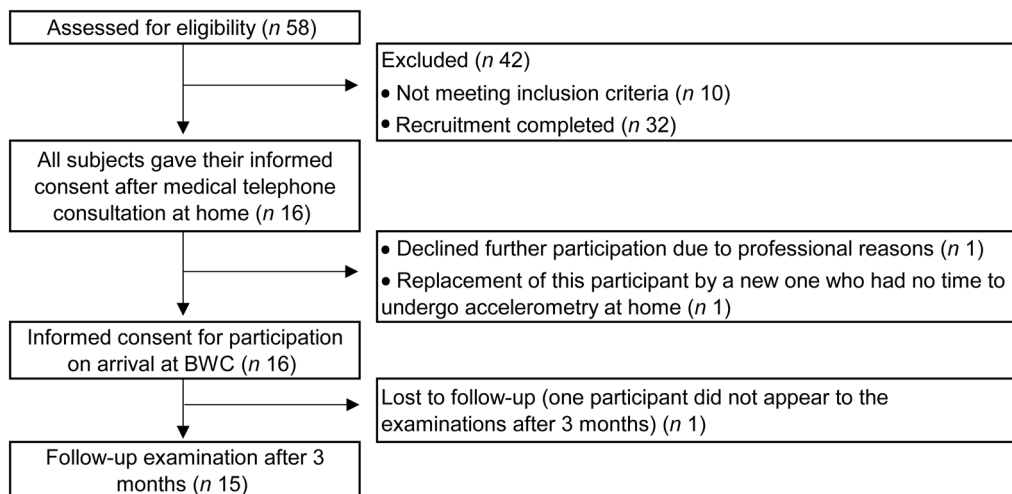 Assessed for eligibility (n 58)
Excluded (n 42)
• Not meeting inclusion criteria (n 10)
• Recruitment completed (n 32)
All subjects gave their informed
consent after medical telephone
consultation at home (n 16)
• Declined further participation due to professional reasons (n 1)
• Replacement of this participant by a new one who had no time to
undergo accelerometry at home (n 1)
Informed consent for participation
on arrival at BWC (n 16)
Lost to follow-up (one participant did not appear to the
examinations after 3 months) (n 1)
Follow-up examination after 3
months (n 15)